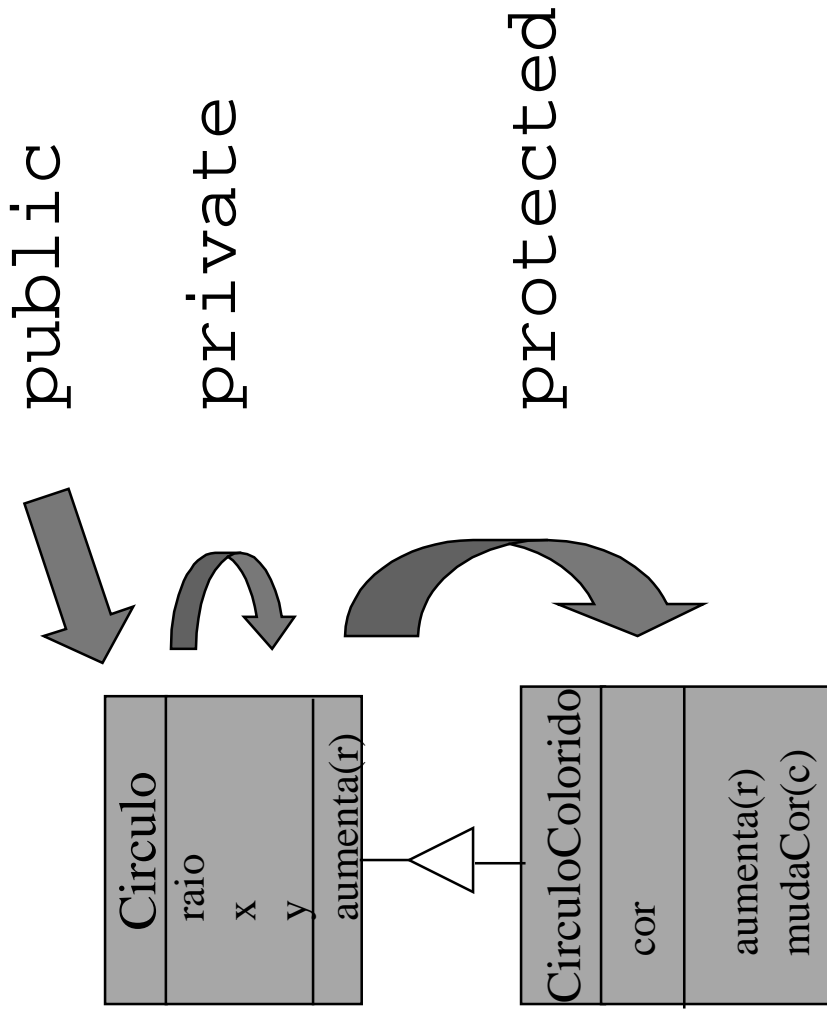 public
private
protected
Circulo
raio
x
y
aumenta(r)
CirculoColorido
cor
aumenta(r)
mudaCor(c)